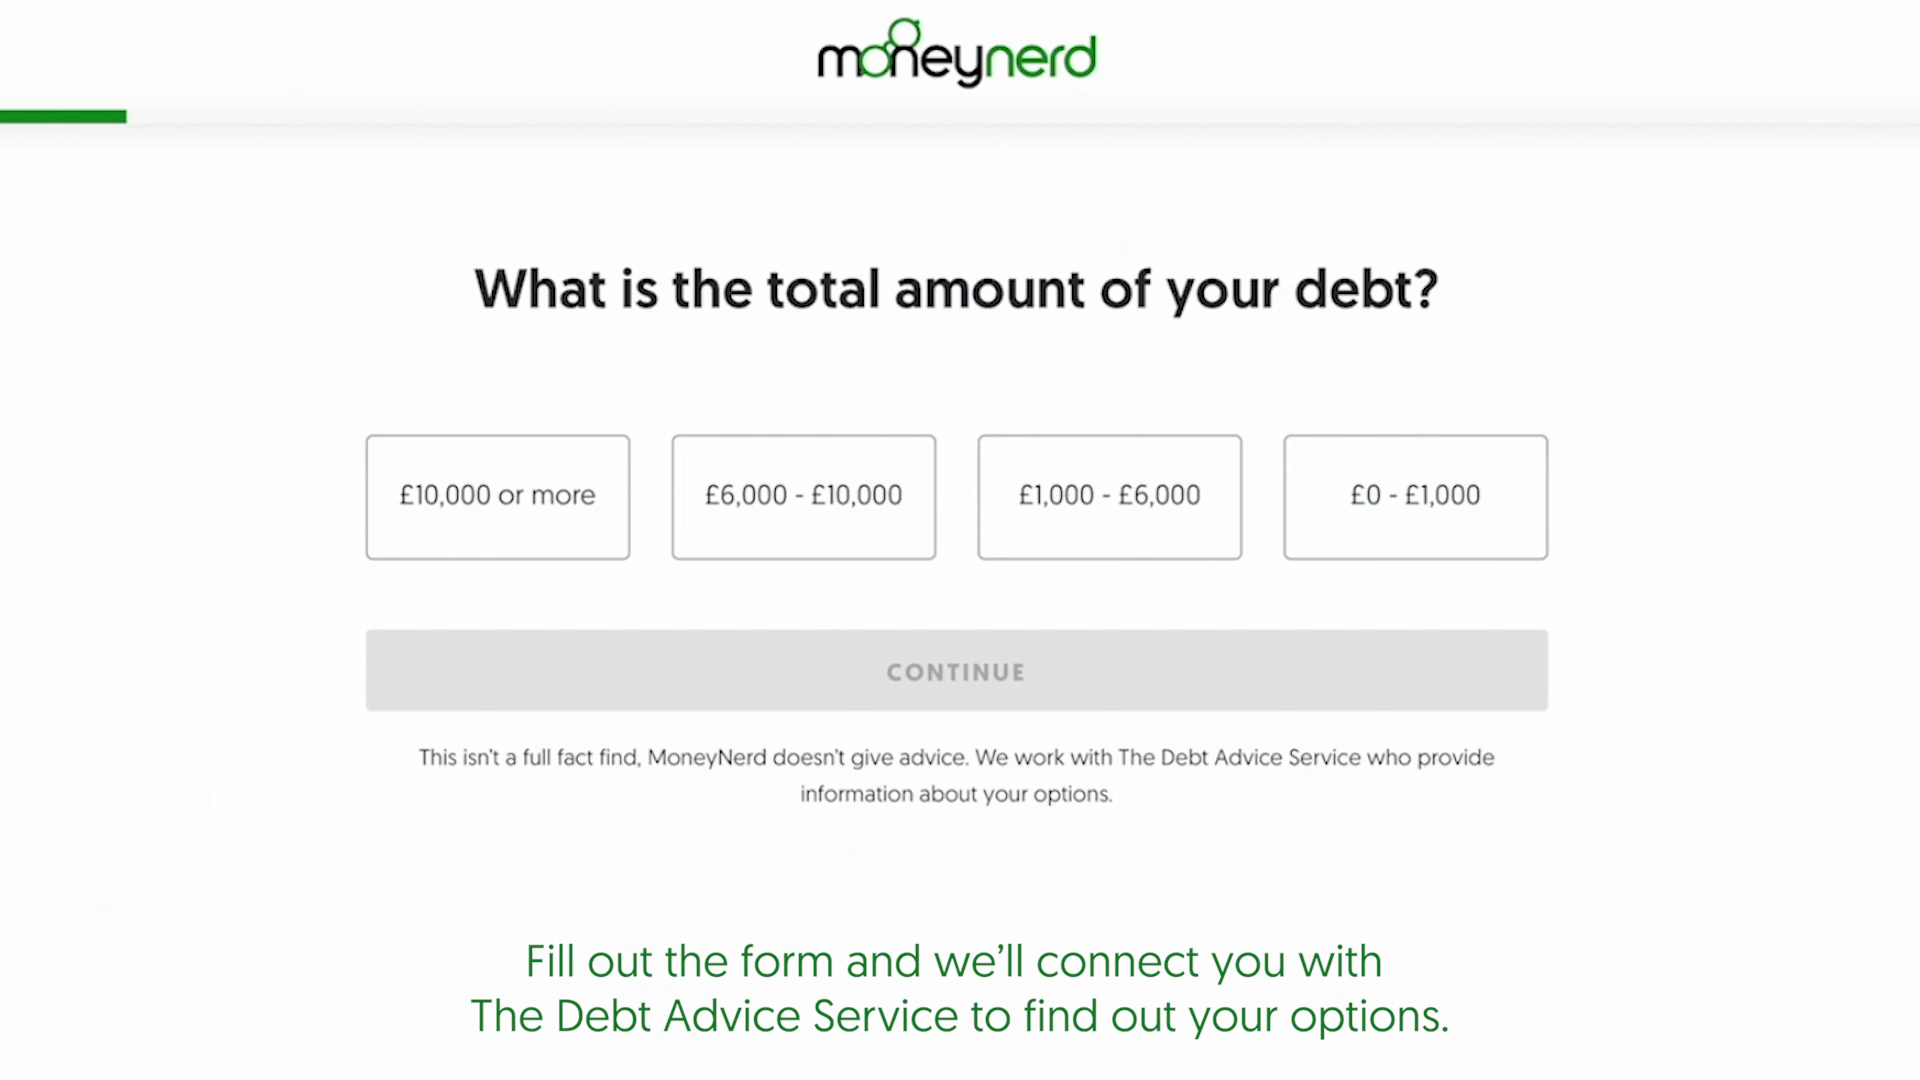 moneynerd
What is the total amount of your debt?
£10,000 or more
£6,000 - £10,000
£1,000 - £6,000
£0 - £1,000
CONTINUE
This isn't a full fact find, MoneyNerd doesn't give advice. We work with The Debt Advice Service who provide
information about your options.
Fill out the form and we’ll connect you with
The Debt Advice Service to find out your options.